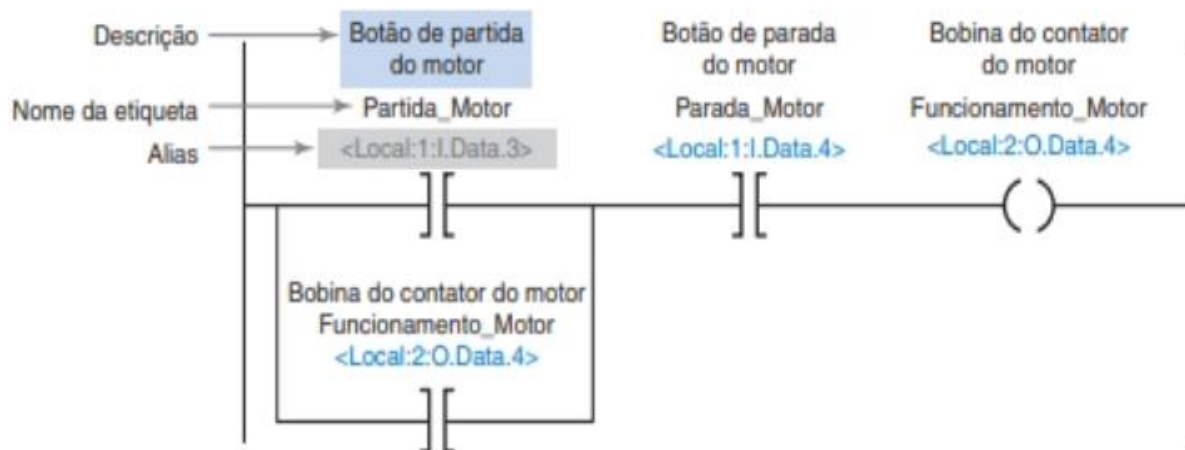 Descrição
Botão de partida
do motor
Nome da etiqueta
Partida_Motor
Alias
<Local:1:I.Data.3>
Botão de parada
do motor
Parada_Motor
<Local:1:I.Data.4>
Bobina do contator
do motor
Funcionamento_Motor
<Local:2:O.Data.4>
Bobina do contator do motor
Funcionamento_Motor
<Local:2:O.Data.4>